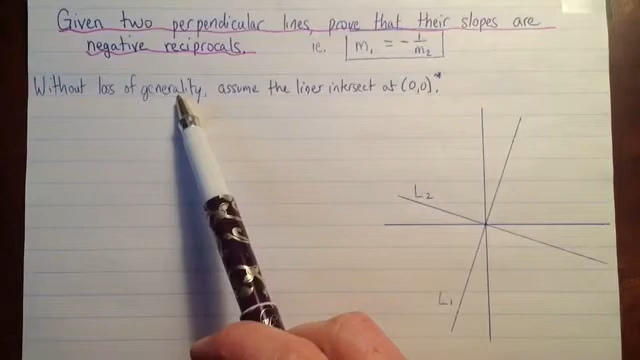 Given two perpendicular lines, prove that their slopes are
negative reciprocals. ie. m₁ = -1/m₂
Without loss of generality, assume the lines intersect at (0,0)*.
L₂
L₁